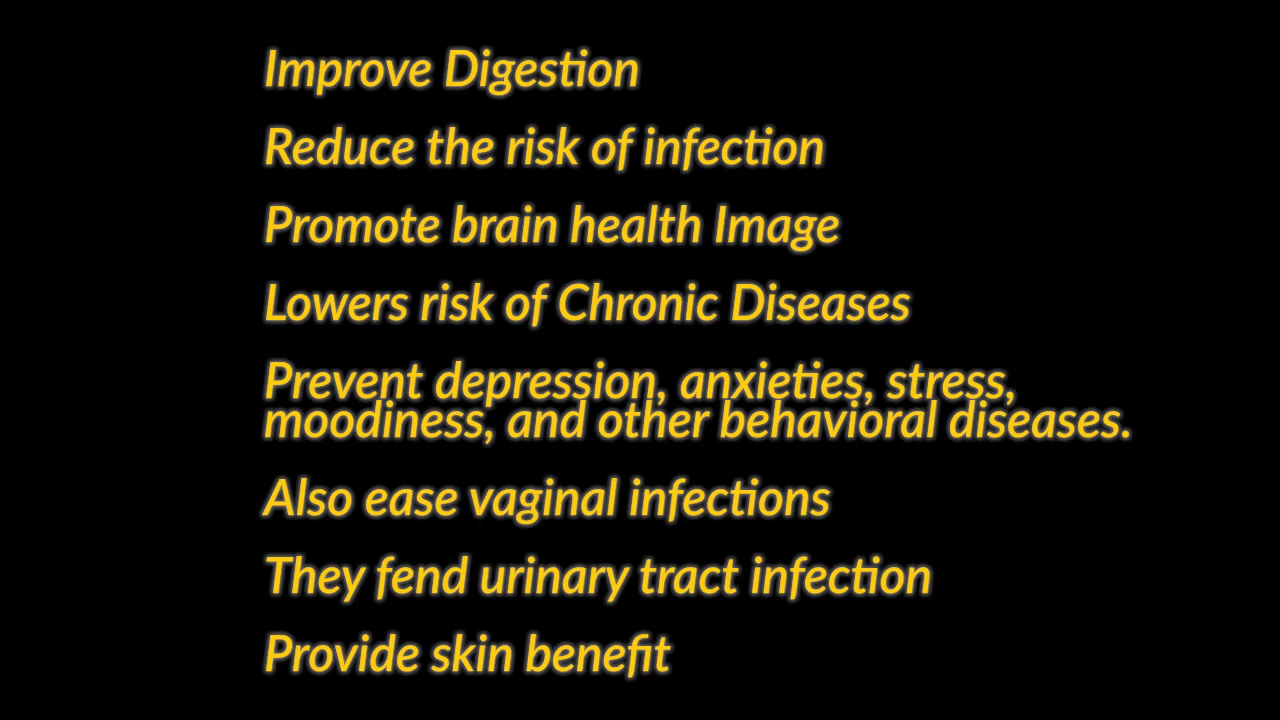 Improve Digestion
Reduce the risk of infection
Promote brain health Image
Lowers risk of Chronic Diseases
Prevent depression, anxieties, stress,
moodiness, and other behavioral diseases.
Also ease vaginal infections
They fend urinary tract infection
Provide skin benefit